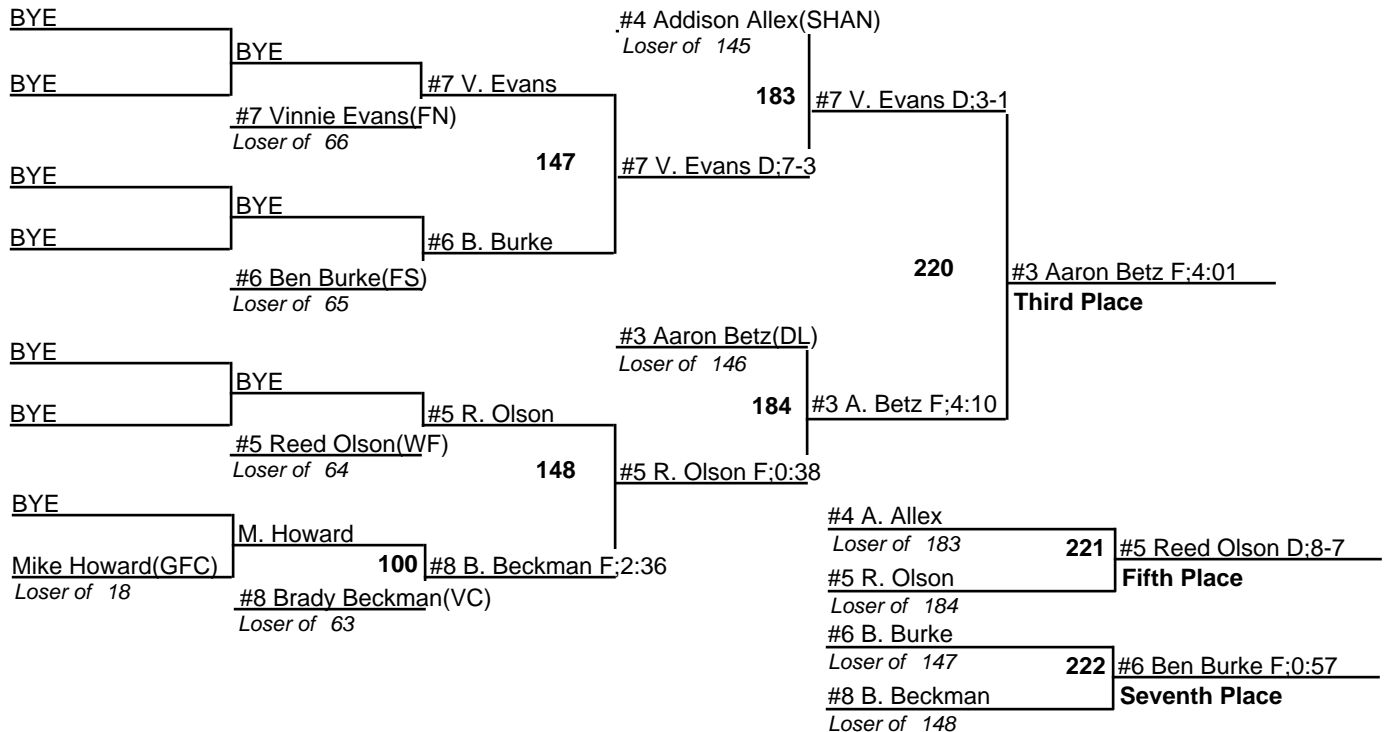 BYE
BYE
BYE
#7 Vinnie Evans(FN)
Loser of 66
#7 V. Evans
BYE
BYE
BYE
#6 Ben Burke(FS)
Loser of 65
#6 B. Burke
147
#7 V. Evans D;7-3
#4 Addison Allex(SHAN)
Loser of 145
183
#7 V. Evans D;3-1
BYE
BYE
BYE
#5 Reed Olson(WF)
Loser of 64
#5 R. Olson
BYE
Mike Howard(GFC)
Loser of 18
M. Howard
#8 Brady Beckman(VC)
Loser of 63
100
#8 B. Beckman F;2:36
148
#5 R. Olson F;0:38
#3 Aaron Betz(DL)
Loser of 146
184
#3 A. Betz F;4:10
220
#3 Aaron Betz F;4:01
Third Place
#4 A. Allex
Loser of 183
#5 R. Olson
Loser of 184
221
#5 Reed Olson D;8-7
Fifth Place
#6 B. Burke
Loser of 147
#8 B. Beckman
Loser of 148
222
#6 Ben Burke F;0:57
Seventh Place